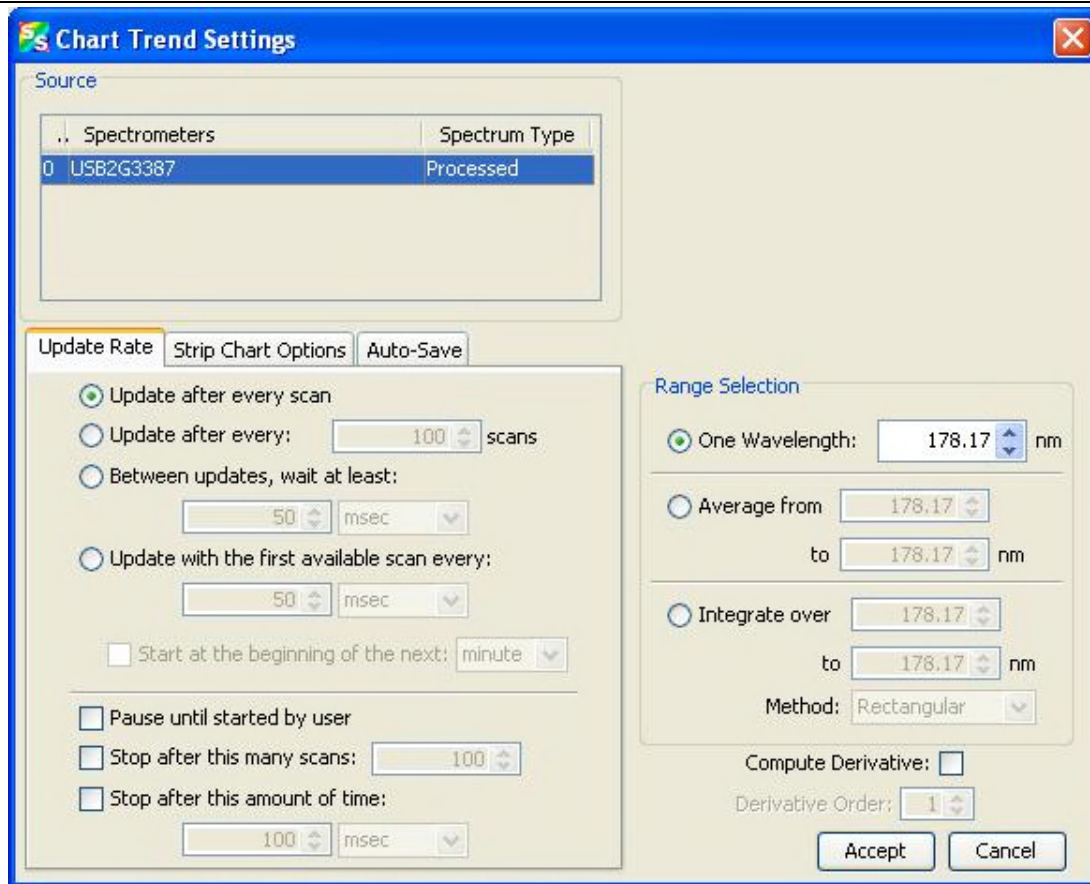 Chart Trend Settings
Source
.. Spectrometers Spectrum Type
0 USB2G3387 Processed
Update Rate Strip Chart Options Auto-Save
Update after every scan
Update after every: 100 scans
Between updates, wait at least:
50 msec
Update with the first available scan every:
50 msec
Start at the beginning of the next: minute
Pause until started by user
Stop after this many scans: 100
Stop after this amount of time:
100 msec
Range Selection
One Wavelength: 178.17 nm
Average from 178.17
to 178.17 nm
Integrate over 178.17
to 178.17 nm
Method: Rectangular
Compute Derivative:
Derivative Order: 1
Accept Cancel